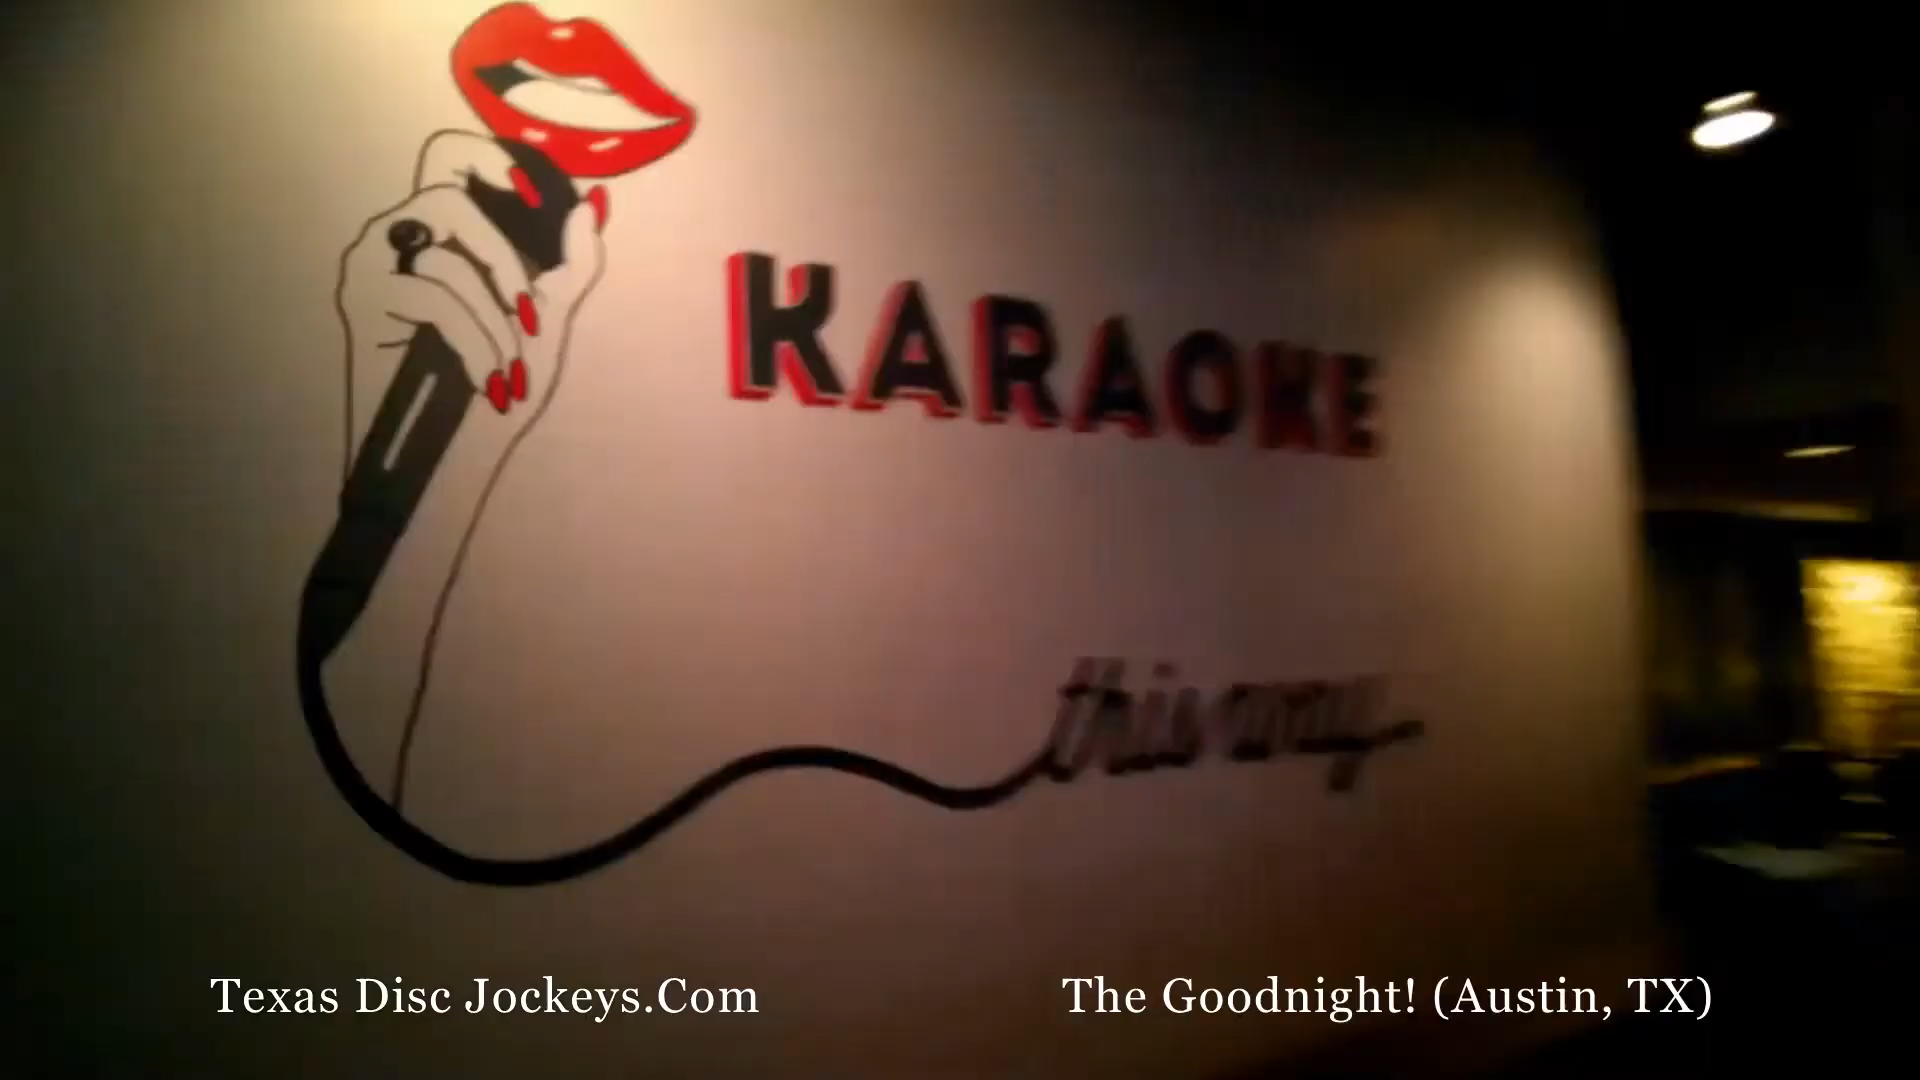 KARAOKE
this way
Texas Disc Jockeys.Com
The Goodnight! (Austin, TX)